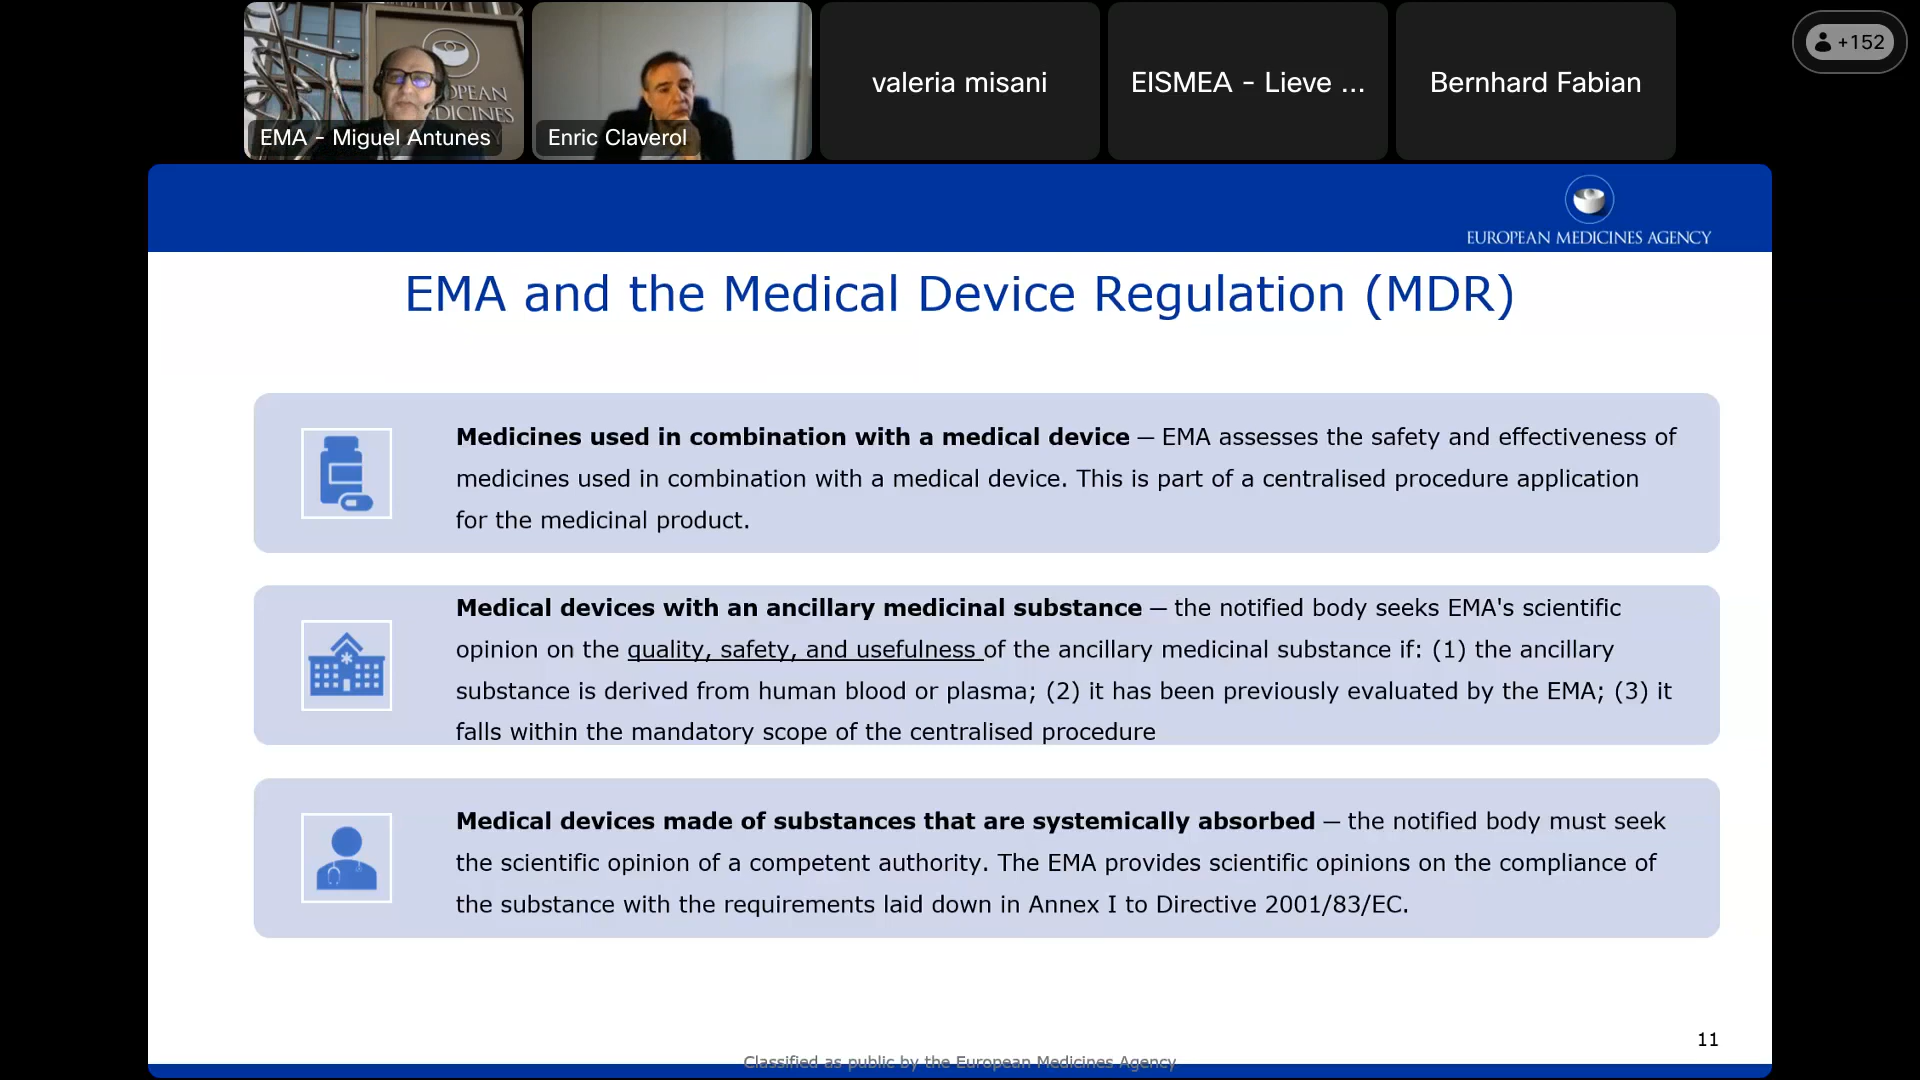 OPEAN
MEDICINES
EMA - Miguel Antunes
Enric Claverol
valeria misani
EISMEA - Lieve ...
Bernhard Fabian
+152
EUROPEAN MEDICINES AGENCY
EMA and the Medical Device Regulation (MDR)
Medicines used in combination with a medical device — EMA assesses the safety and effectiveness of
medicines used in combination with a medical device. This is part of a centralised procedure application
for the medicinal product.
Medical devices with an ancillary medicinal substance — the notified body seeks EMA's scientific
opinion on the quality, safety, and usefulness of the ancillary medicinal substance if: (1) the ancillary
substance is derived from human blood or plasma; (2) it has been previously evaluated by the EMA; (3) it
falls within the mandatory scope of the centralised procedure
Medical devices made of substances that are systemically absorbed — the notified body must seek
the scientific opinion of a competent authority. The EMA provides scientific opinions on the compliance of
the substance with the requirements laid down in Annex I to Directive 2001/83/EC.
11
Classified as public by the European Medicines Agency